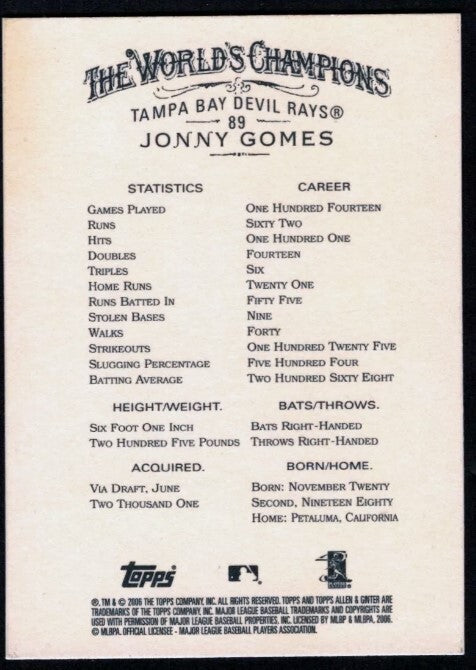 THE WORLD'S CHAMPIONS
TAMPA BAY DEVIL RAYS®
89
JONNY GOMES
STATISTICS CAREER
GAMES PLAYED ONE HUNDRED FOURTEEN
RUNS SIXTY TWO
HITS ONE HUNDRED ONE
DOUBLES FOURTEEN
TRIPLES SIX
HOME RUNS TWENTY ONE
RUNS BATTED IN FIFTY FIVE
STOLEN BASES NINE
WALKS FORTY
STRIKEOUTS ONE HUNDRED TWENTY FIVE
SLUGGING PERCENTAGE FIVE HUNDRED FOUR
BATTING AVERAGE TWO HUNDRED SIXTY EIGHT
HEIGHT/WEIGHT. BATS/THROWS.
SIX FOOT ONE INCH BATS RIGHT-HANDED
TWO HUNDRED FIVE POUNDS THROWS RIGHT-HANDED
ACQUIRED. BORN/HOME.
VIA DRAFT, JUNE BORN: NOVEMBER TWENTY
TWO THOUSAND ONE SECOND, NINETEEN EIGHTY
HOME: PETALUMA, CALIFORNIA
Topps
®, TM & © 2006 THE TOPPS COMPANY, INC. ALL RIGHTS RESERVED. TOPPS AND TOPPS ALLEN & GINTER ARE
TRADEMARKS OF THE TOPPS COMPANY, INC. MAJOR LEAGUE BASEBALL TRADEMARKS AND COPYRIGHTS ARE
USED WITH PERMISSION OF MAJOR LEAGUE BASEBALL PROPERTIES, INC. LICENSED BY MLBP & MLBPA, 2006.
© MLBPA. OFFICIAL LICENSEE - MAJOR LEAGUE BASEBALL PLAYERS ASSOCIATION.